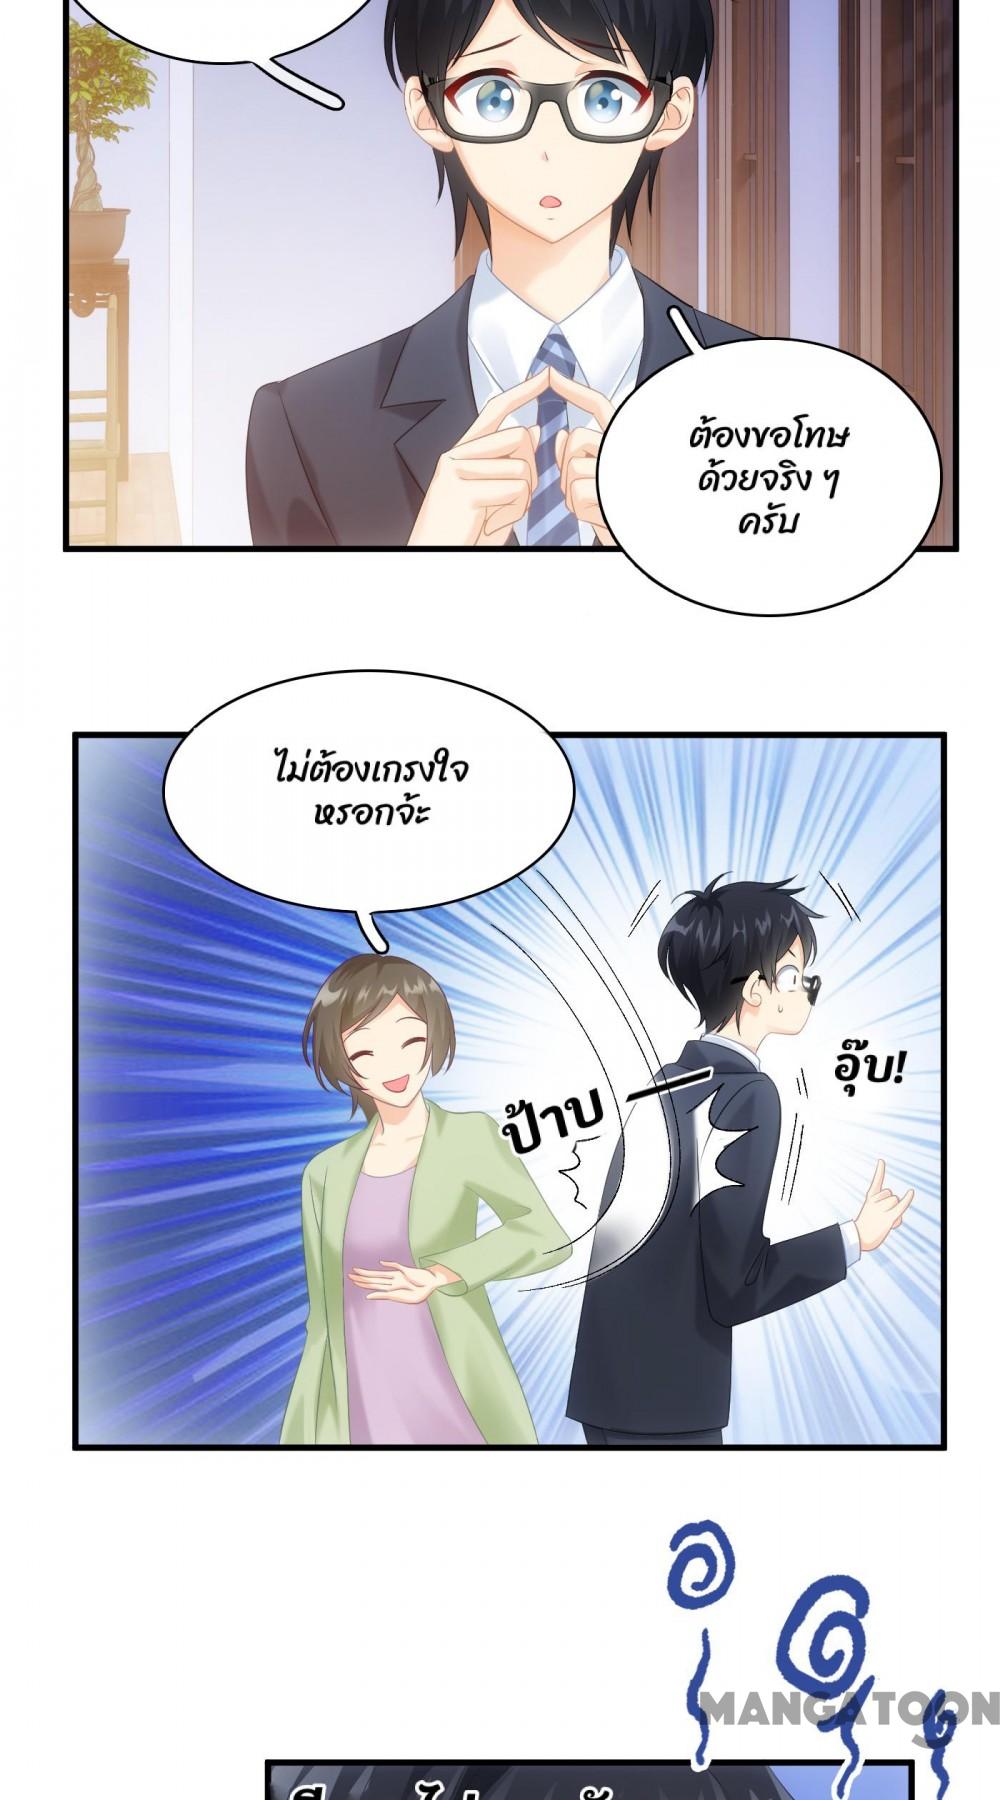 ต้องขอโทษ
ด้วยจริง ๆ
ครับ
ไม่ต้องเกรงใจ
หรอกจ้ะ
ป้าบ
อุ๊บ!
MANGATOON